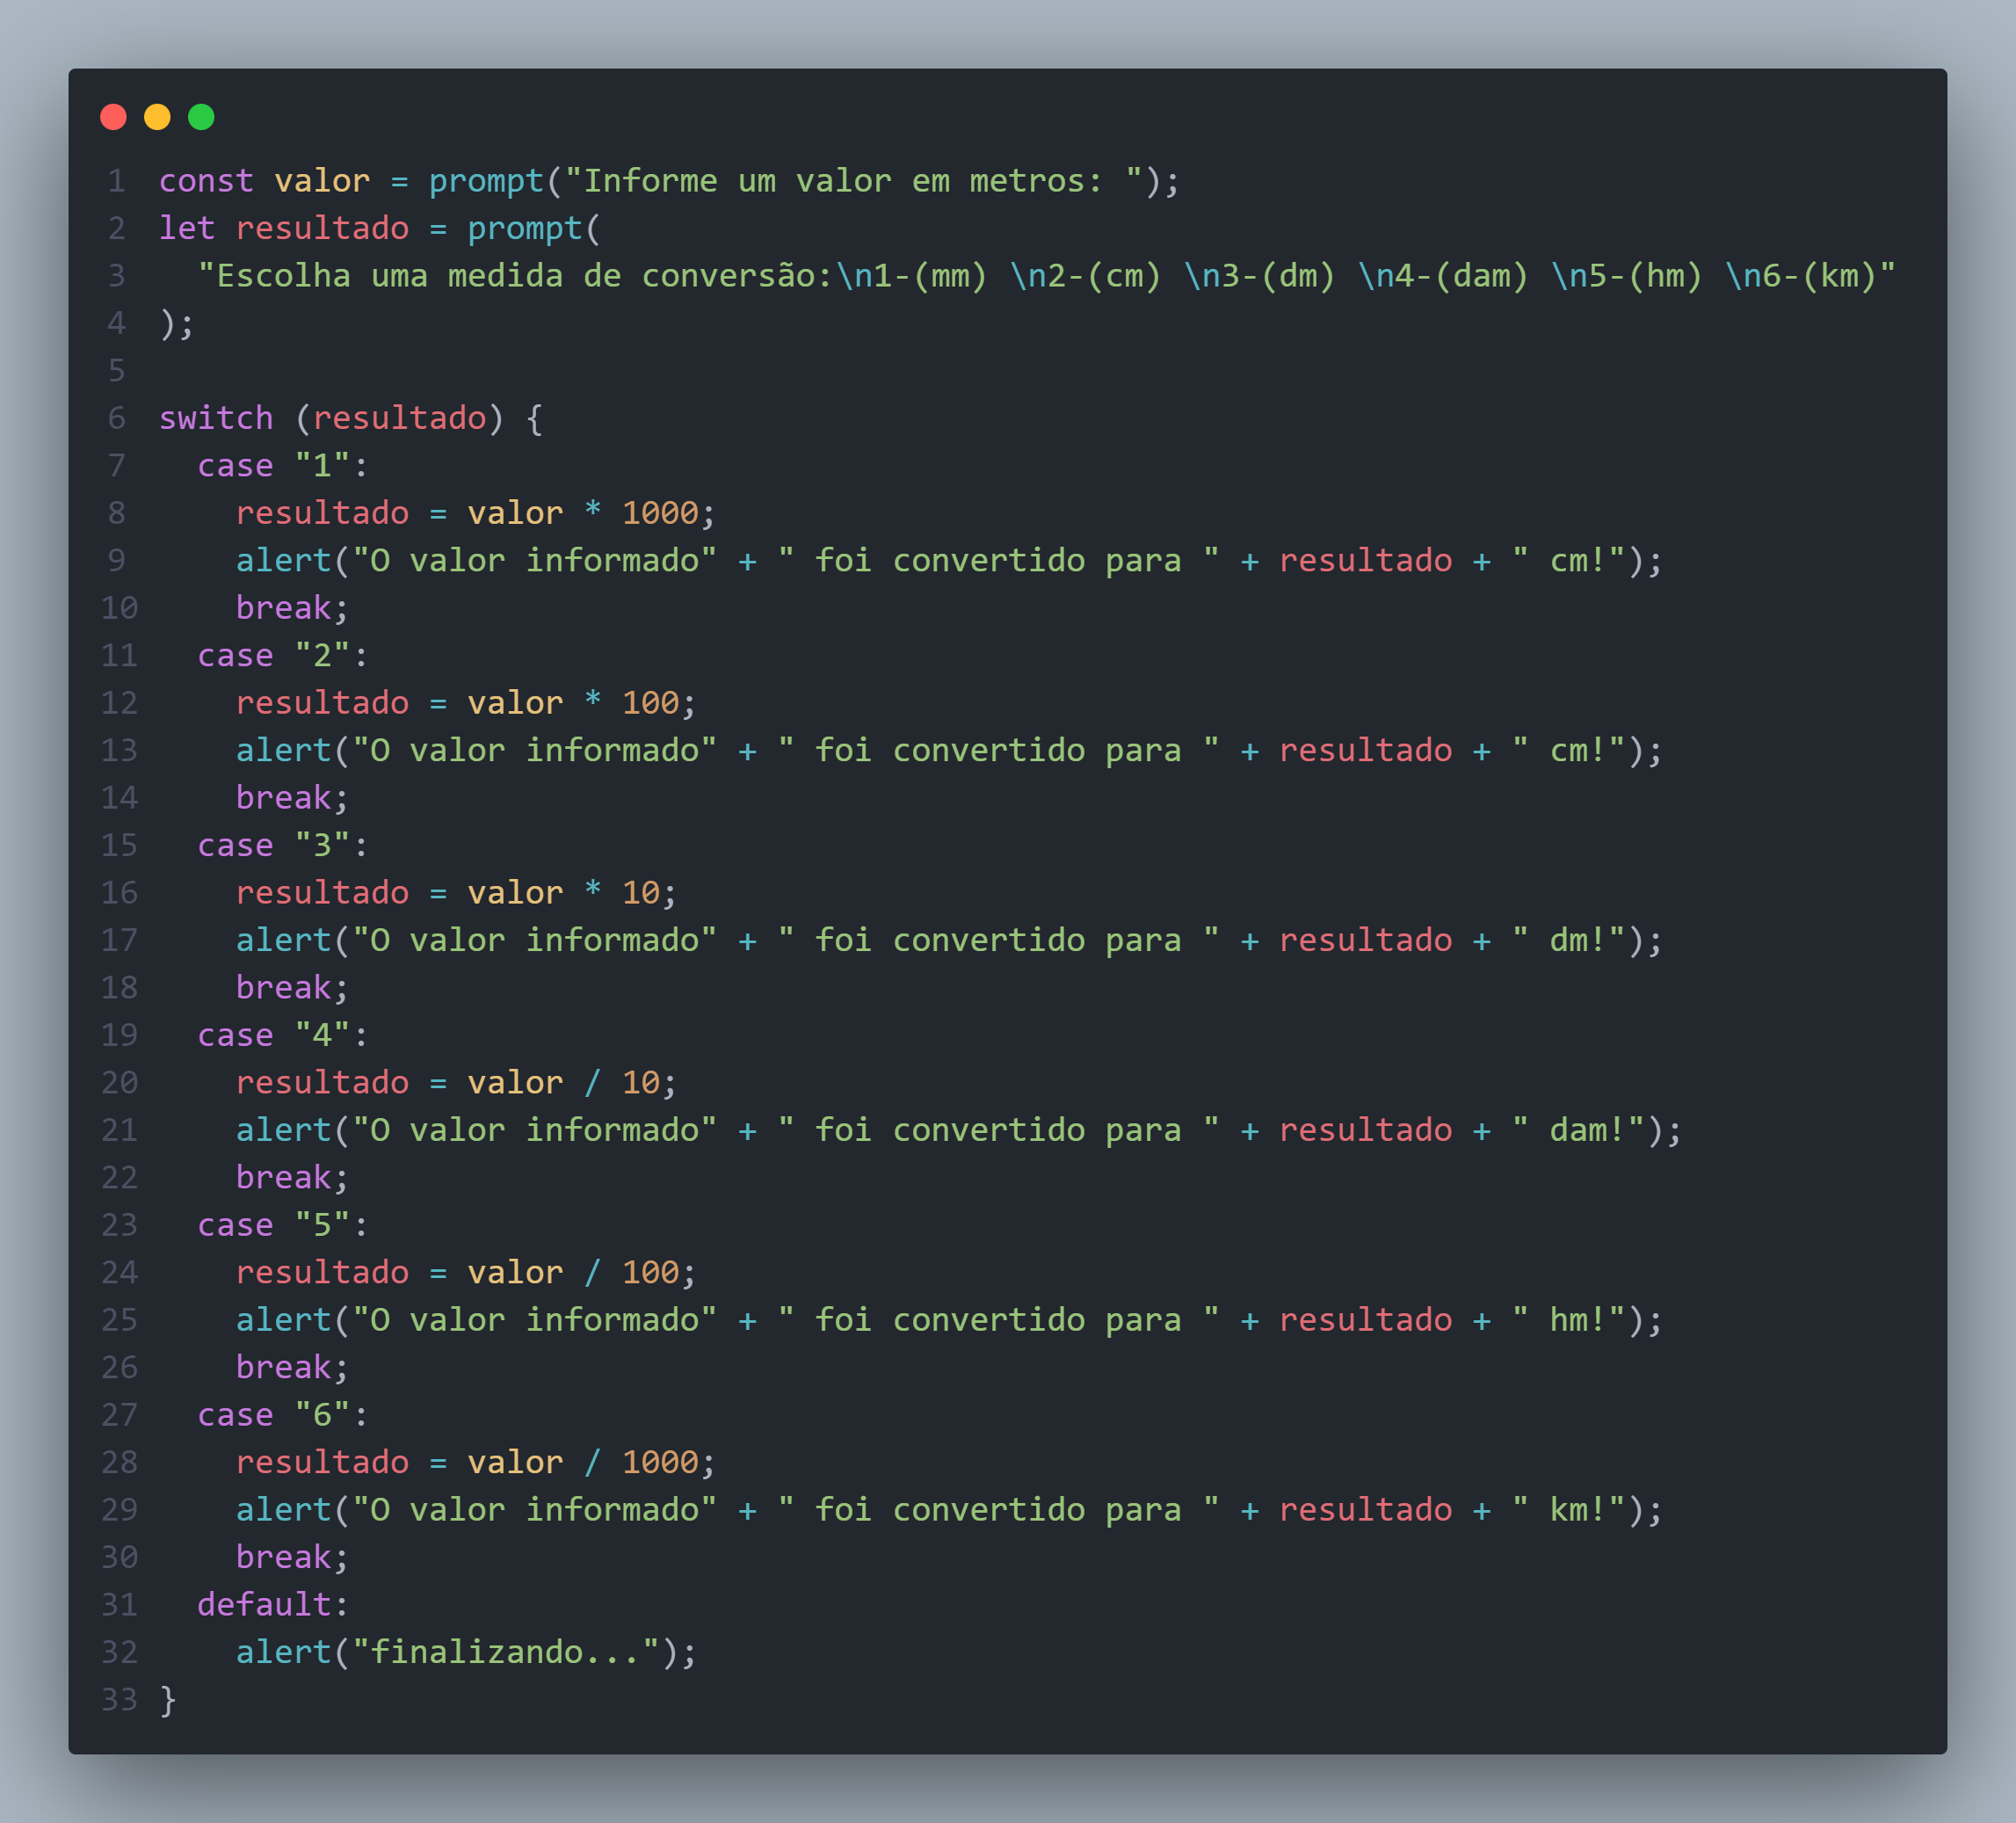 1 const valor = prompt("Informe um valor em metros: ");
2 let resultado = prompt(
3   "Escolha uma medida de conversão:\n1-(mm) \n2-(cm) \n3-(dm) \n4-(dam) \n5-(hm) \n6-(km)"
4 );
5
6 switch (resultado) {
7   case "1":
8     resultado = valor * 1000;
9     alert("O valor informado" + " foi convertido para " + resultado + " cm!");
10     break;
11   case "2":
12     resultado = valor * 100;
13     alert("O valor informado" + " foi convertido para " + resultado + " cm!");
14     break;
15   case "3":
16     resultado = valor * 10;
17     alert("O valor informado" + " foi convertido para " + resultado + " dm!");
18     break;
19   case "4":
20     resultado = valor / 10;
21     alert("O valor informado" + " foi convertido para " + resultado + " dam!");
22     break;
23   case "5":
24     resultado = valor / 100;
25     alert("O valor informado" + " foi convertido para " + resultado + " hm!");
26     break;
27   case "6":
28     resultado = valor / 1000;
29     alert("O valor informado" + " foi convertido para " + resultado + " km!");
30     break;
31   default:
32     alert("finalizando...");
33 }